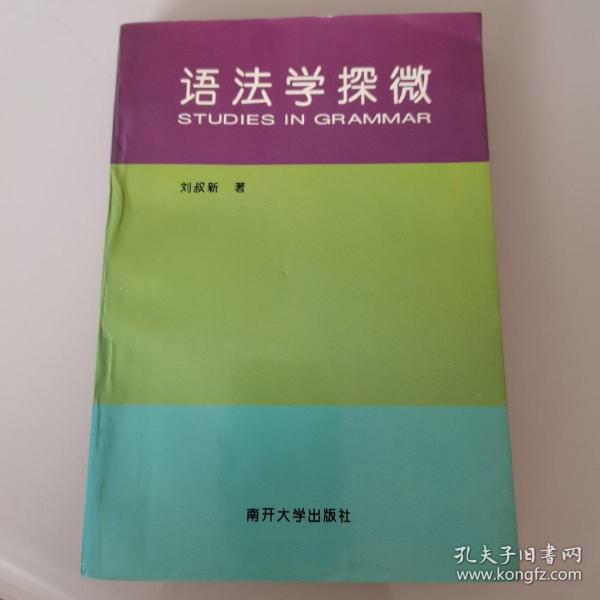 语法学探微
STUDIES IN GRAMMAR
刘叔新 著
南开大学出版社
孔夫子旧书网
www.kongfz.com